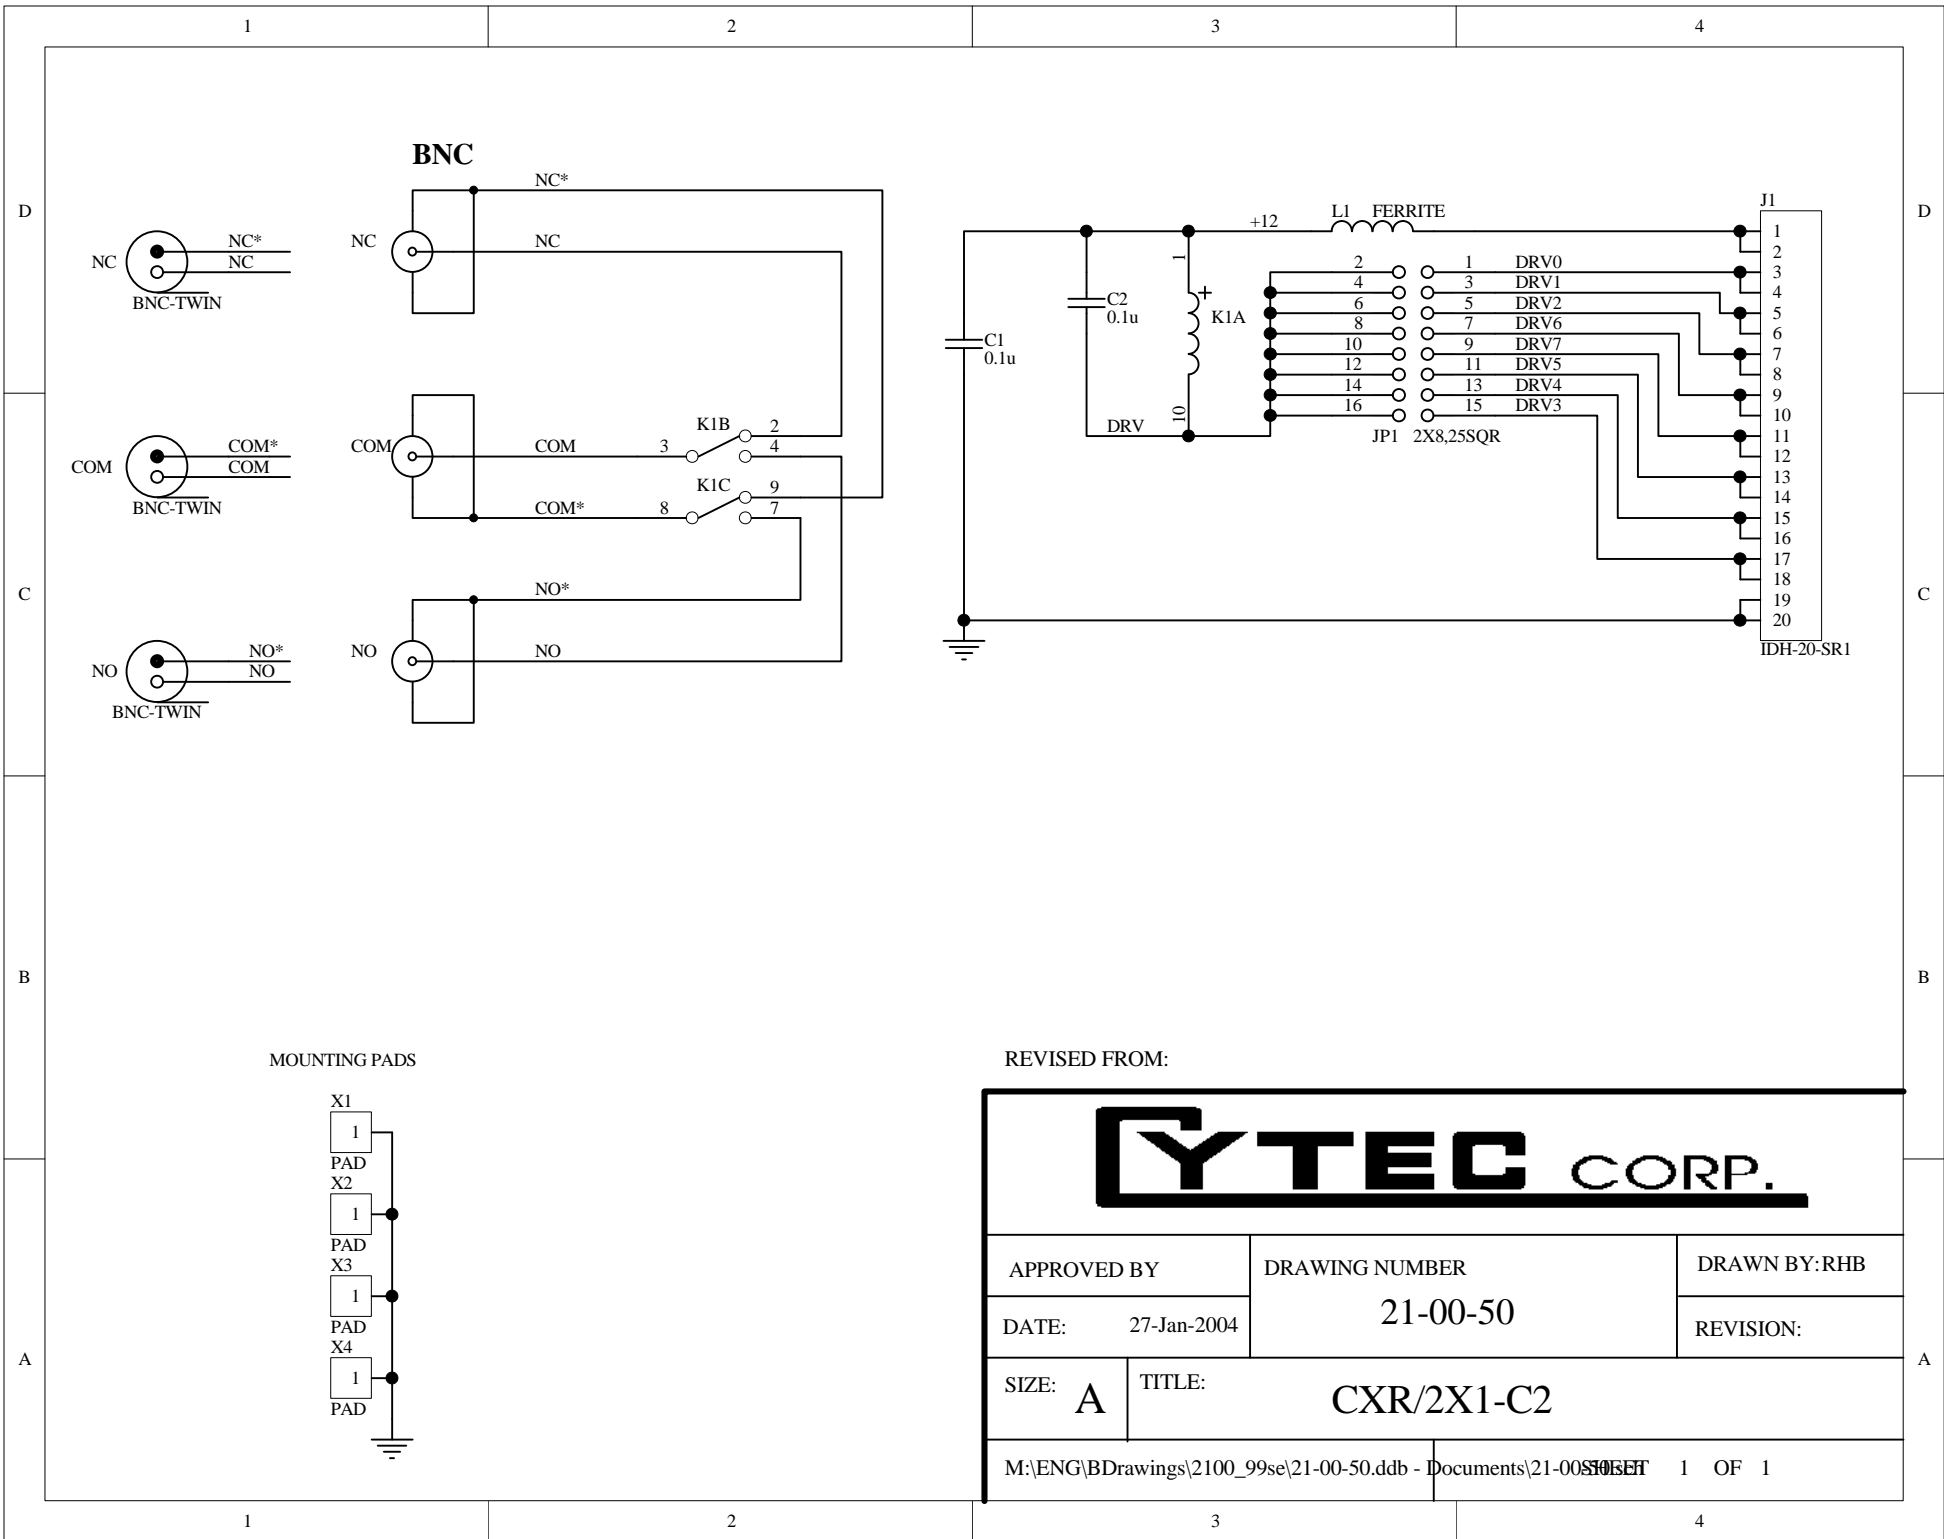 1 2 3 4
BNC
D
NC
NC*
NC
BNC-TWIN
NC
NC*
NC
COM
COM*
COM
BNC-TWIN
COM
COM
COM*
3
K1B
2
4
8
K1C
9
7
NO*
NO
C
NO
NO*
NO
BNC-TWIN
NO
+12
L1 FERRITE
C1
0.1u
C2
0.1u
1
+
K1A
10
DRV
2 1 DRV0
4 3 DRV1
6 5 DRV2
8 7 DRV6
10 9 DRV7
12 11 DRV5
14 13 DRV4
16 15 DRV3
JP1 2X8,25SQR
J1
1
2
3
4
5
6
7
8
9
10
11
12
13
14
15
16
17
18
19
20
IDH-20-SR1
D
C
B
B
MOUNTING PADS
X1
1
PAD
X2
1
PAD
X3
1
PAD
X4
1
PAD
A
A
REVISED FROM:
CYTEC CORP.
APPROVED BY
DRAWING NUMBER
21-00-50
DRAWN BY:RHB
DATE: 27-Jan-2004
REVISION:
SIZE: A
TITLE: CXR/2X1-C2
M:\ENG\BDrawings\2100_99se\21-00-50.ddb - Documents\21-00-50.sch
SHEET 1 OF 1
1 2 3 4